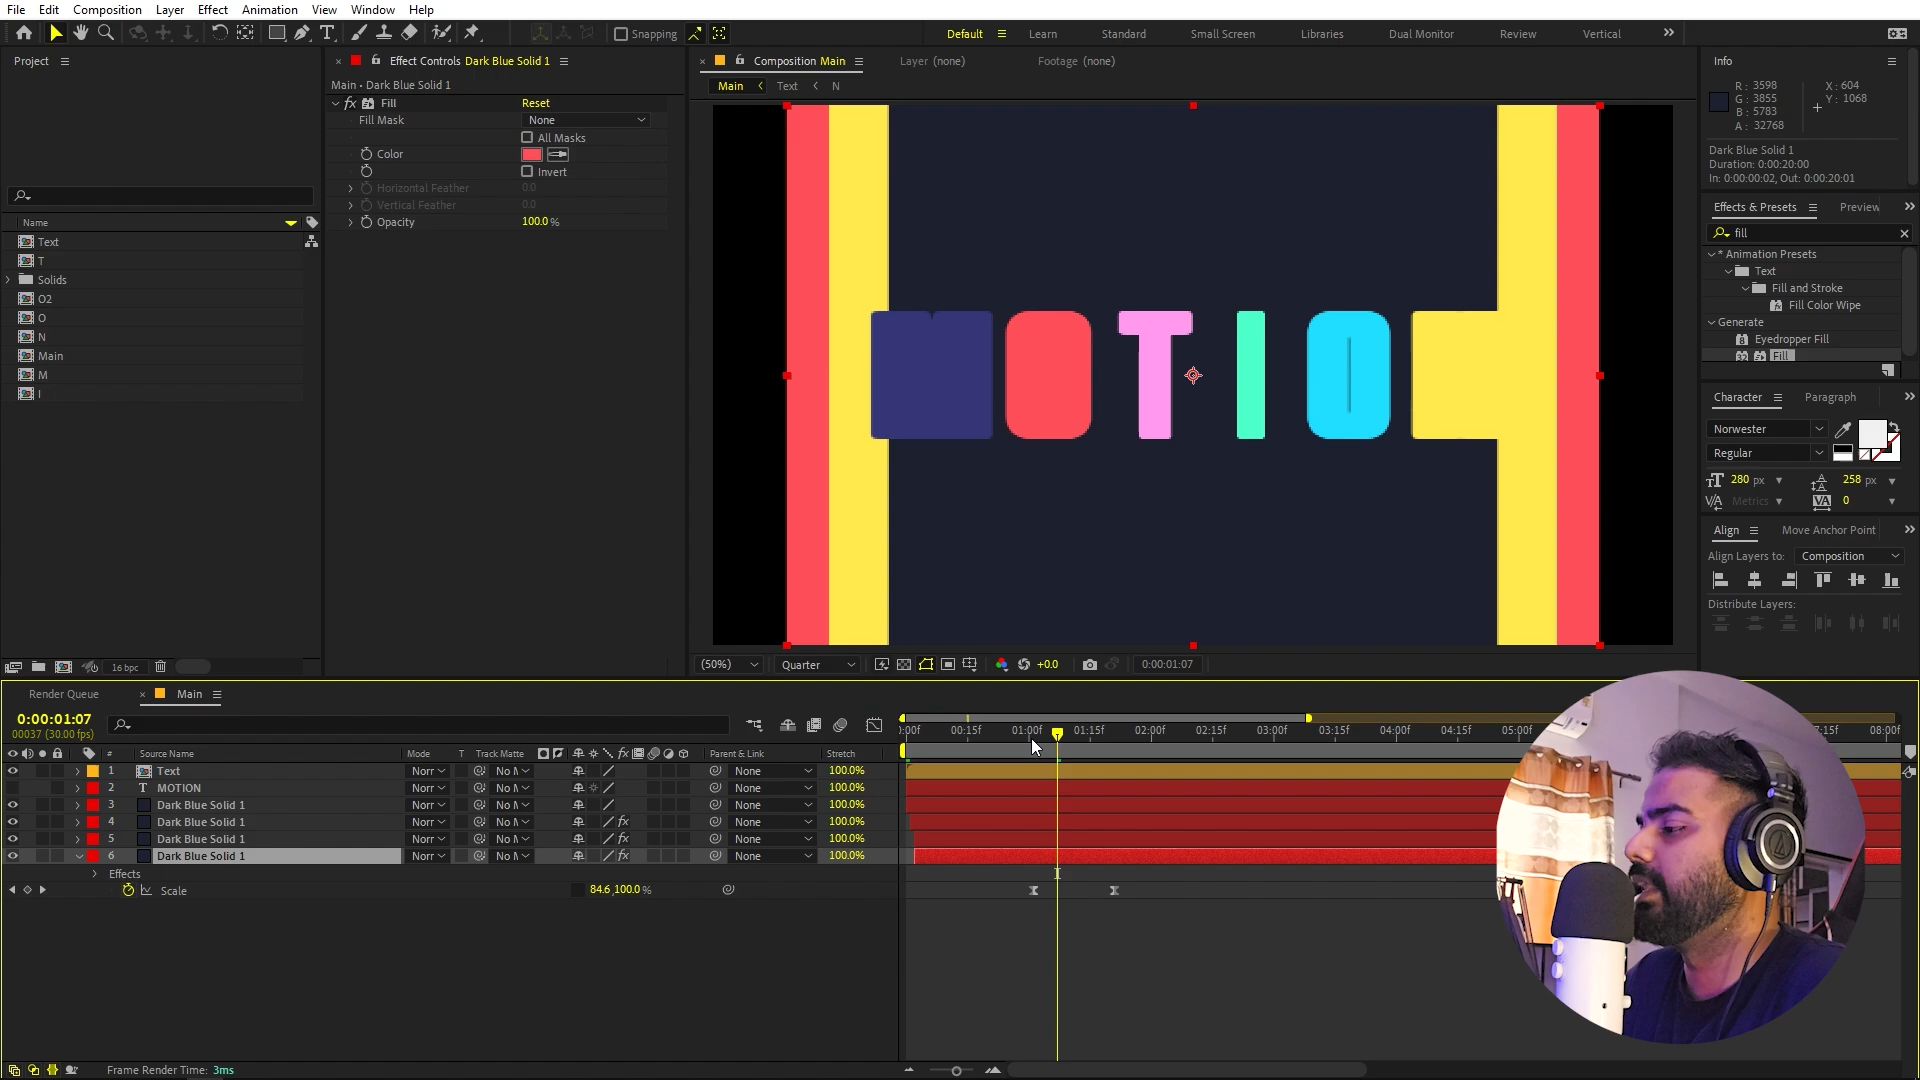 File Edit Composition Layer Effect Animation View Window Help
Snapping
Default Learn Standard Small Screen Libraries Dual Monitor Review Vertical
Project
Effect Controls Dark Blue Solid 1
Composition Main
Layer (none)
Footage (none)
Info
Main • Dark Blue Solid 1
Main Text N
R : 3598
G : 3855
B : 5783
A : 32768
X : 604
Y : 1068
Dark Blue Solid 1
Duration: 0:00:20:00
In: 0:00:00:02, Out: 0:00:20:01
fx Fill Reset
Fill Mask None
All Masks
Color
Invert
Horizontal Feather 0.0
Vertical Feather 0.0
Opacity 100.0 %
Name
Text
T
Solids
O2
O
N
Main
M
I
MOTIO
Effects & Presets Preview
fill
* Animation Presets
Text
Fill and Stroke
Fill Color Wipe
Generate
Eyedropper Fill
Fill
Character Paragraph
Norwester
Regular
280 px 258 px
Metrics 0
Align Move Anchor Point
Align Layers to: Composition
Distribute Layers:
16 bpc
(50%) Quarter +0.0 0:00:01:07
Render Queue Main
0:00:01:07
00037 (30.00 fps)
:00f 00:15f 01:00f 01:15f 02:00f 02:15f 03:00f 03:15f 04:00f 04:15f 05:00f 7:15f 08:00f
# Source Name Mode T Track Matte Parent & Link Stretch
1 Text Norr No M None 100.0%
2 T MOTION Norr No M None 100.0%
3 Dark Blue Solid 1 Norr No M None 100.0%
4 Dark Blue Solid 1 Norr No M fx None 100.0%
5 Dark Blue Solid 1 Norr No M fx None 100.0%
6 Dark Blue Solid 1 Norr No M fx None 100.0%
Effects
Scale 84.6,100.0 %
Frame Render Time: 3ms